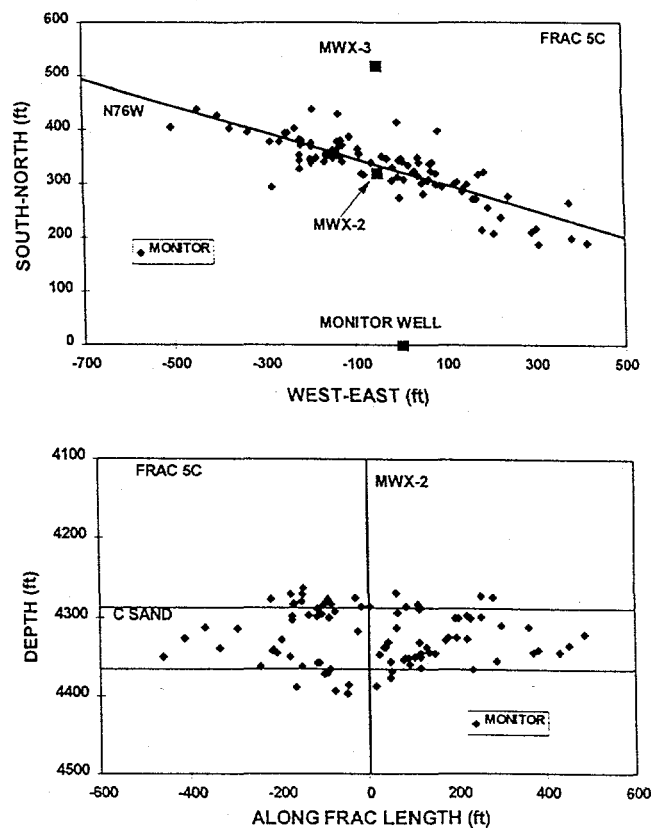 600
FRAC 5C
MWX-3
500
N76W
400
SOUTH-NORTH (ft)
300
MWX-2
MONITOR
200
100
MONITOR WELL
0
-700 -500 -300 -100 100 300 500
WEST-EAST (ft)
4100
FRAC 5C
MWX-2
4200
DEPTH (ft)
4300
C SAND
4400
MONITOR
4500
-600 -400 -200 0 200 400 600
ALONG FRAC LENGTH (ft)